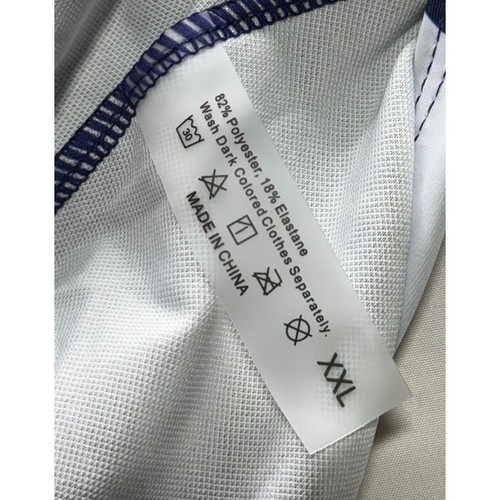 82% Polyester, 18% Elastane
Wash Dark Colored Clothes Separately.
30
MADE IN CHINA
XXL